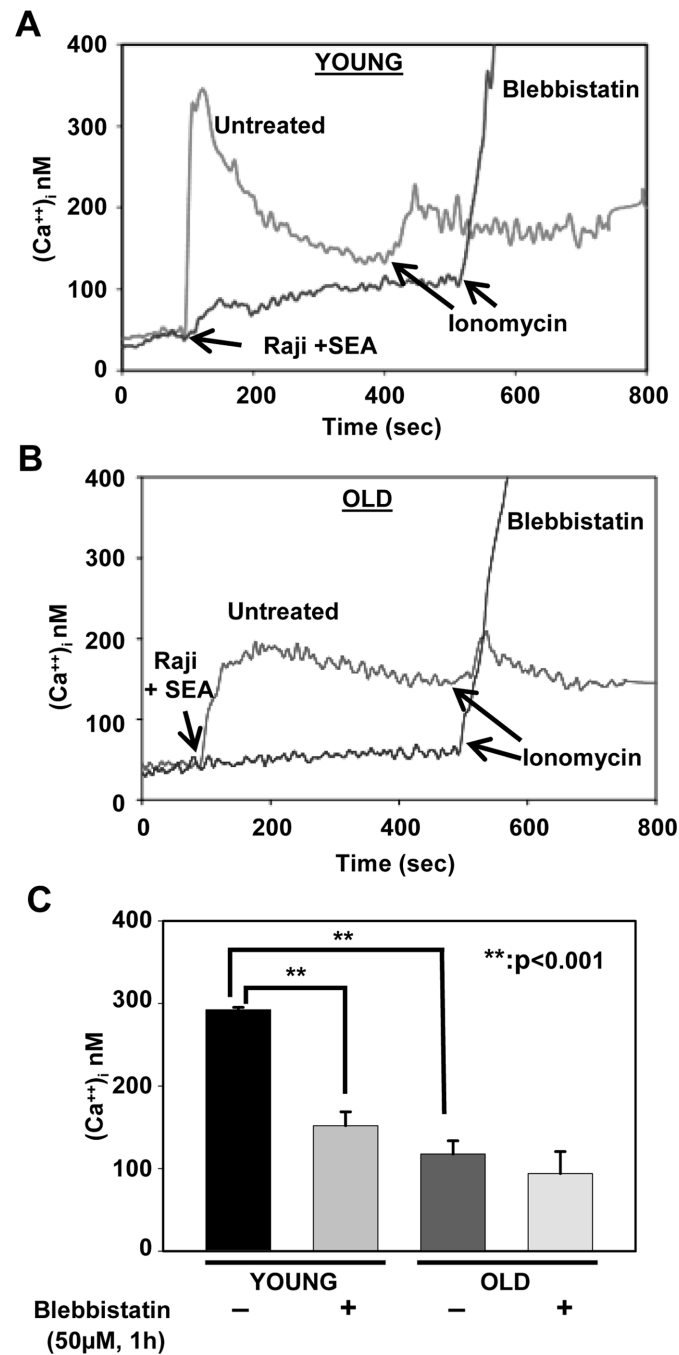 A
YOUNG
400
300
200
100
0
(Ca⁺⁺)ᵢ nM
Untreated
Blebbistatin
Ionomycin
Raji +SEA
0 200 400 600 800
Time (sec)
B
OLD
400
300
200
100
0
(Ca⁺⁺)ᵢ nM
Blebbistatin
Untreated
Raji
+ SEA
Ionomycin
0 200 400 600 800
Time (sec)
C
400
300
200
100
0
(Ca⁺⁺)ᵢ nM
**
**:p<0.001
**
YOUNG OLD
Blebbistatin – + – +
(50µM, 1h)